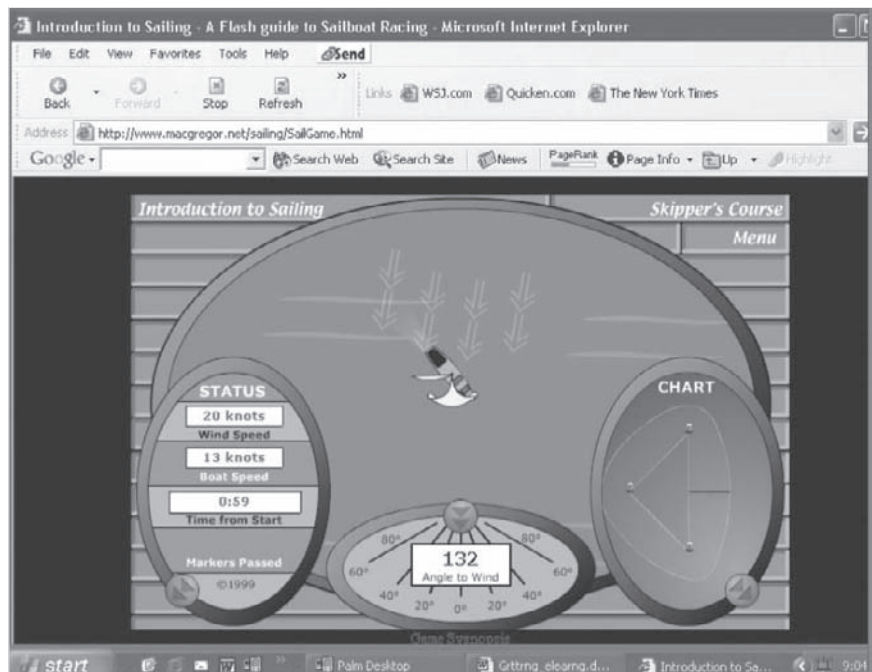 Introduction to Sailing - A Flash guide to Sailboat Racing - Microsoft Internet Explorer
File Edit View Favorites Tools Help Send
Back Forward Stop Refresh » Links WSJ.com Quicken.com The New York Times
Address http://www.macgregor.net/sailing/SailGame.html
Google Search Web Search Site News PageRank Page Info Up Highlight
Introduction to Sailing
Skipper's Course
Menu
STATUS
20 knots
Wind Speed
13 knots
Boat Speed
0:59
Time from Start
Markers Passed
©1999
80° 80°
60° 60°
40° 40°
20° 0° 20°
132
Angle to Wind
CHART
Game Synopsis
start » Palm Desktop Grttrng_elearng.d... Introduction to Sa... 9:04